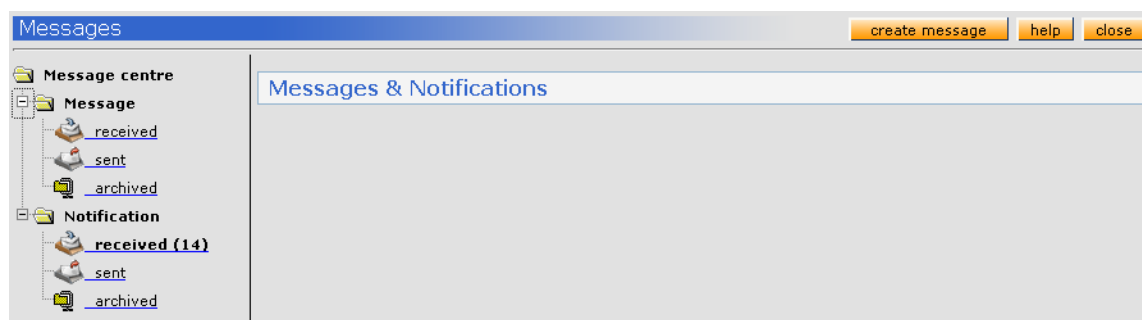 Messages
create message
help
close
Message centre
Messages & Notifications
Message
received
sent
archived
Notification
received (14)
sent
archived